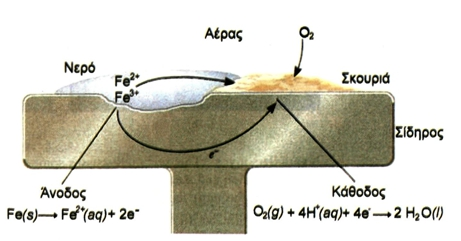 Αέρας
O₂
Νερό
Fe²⁺
Fe³⁺
Σκουριά
Σίδηρος
e⁻
Άνοδος
Fe(s)⟶Fe²⁺(aq)+ 2e⁻
Κάθοδος
O₂(g) + 4H⁺(aq)+ 4e⁻⟶2 H₂O(l)